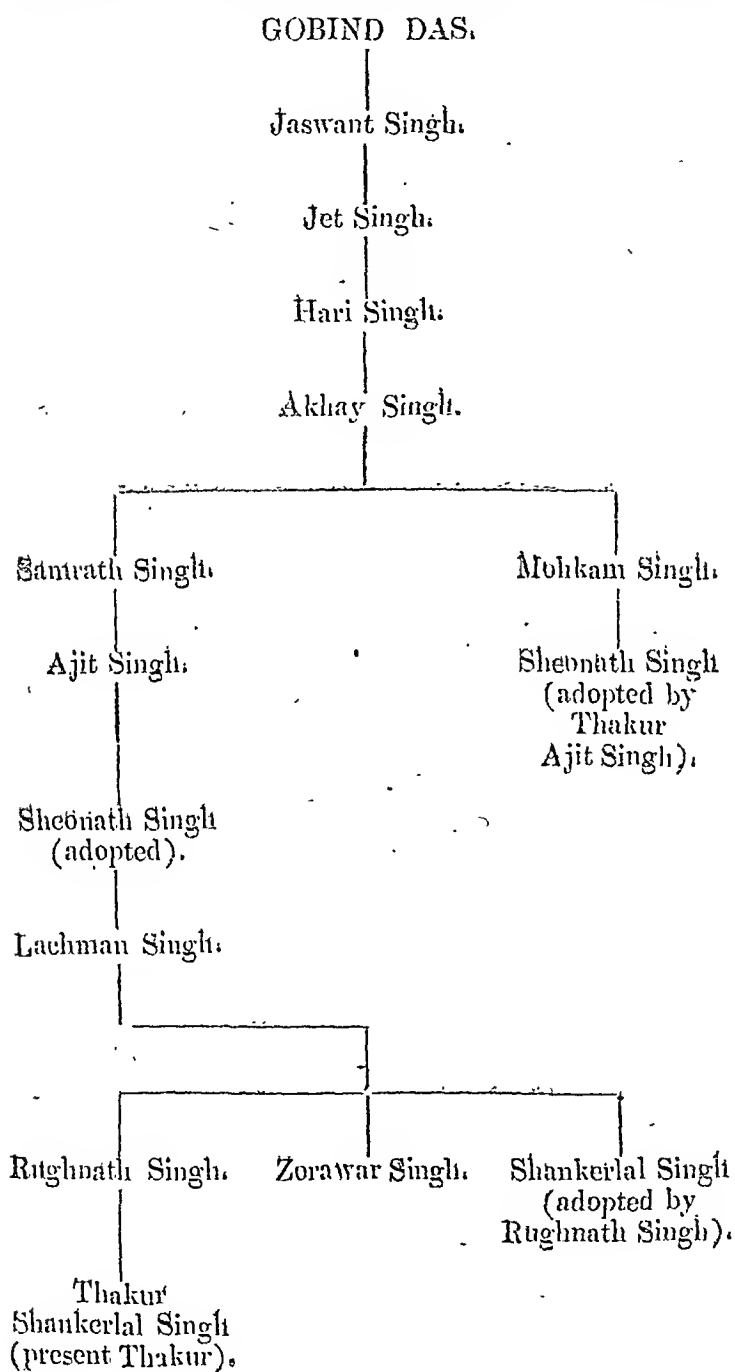 GOBIND DAS.
Jaswant Singh.
Jet Singh.
Hari Singh.
Akhay Singh.
Samrath Singh. Mohkam Singh.
Ajit Singh. Sheonath Singh
(adopted by
Thakur
Ajit Singh).
Sheonath Singh
(adopted).
Lachman Singh.
Rughnath Singh. Zorawar Singh. Shankerlal Singh
(adopted by
Rughnath Singh).
Thakur
Shankerlal Singh
(present Thakur).